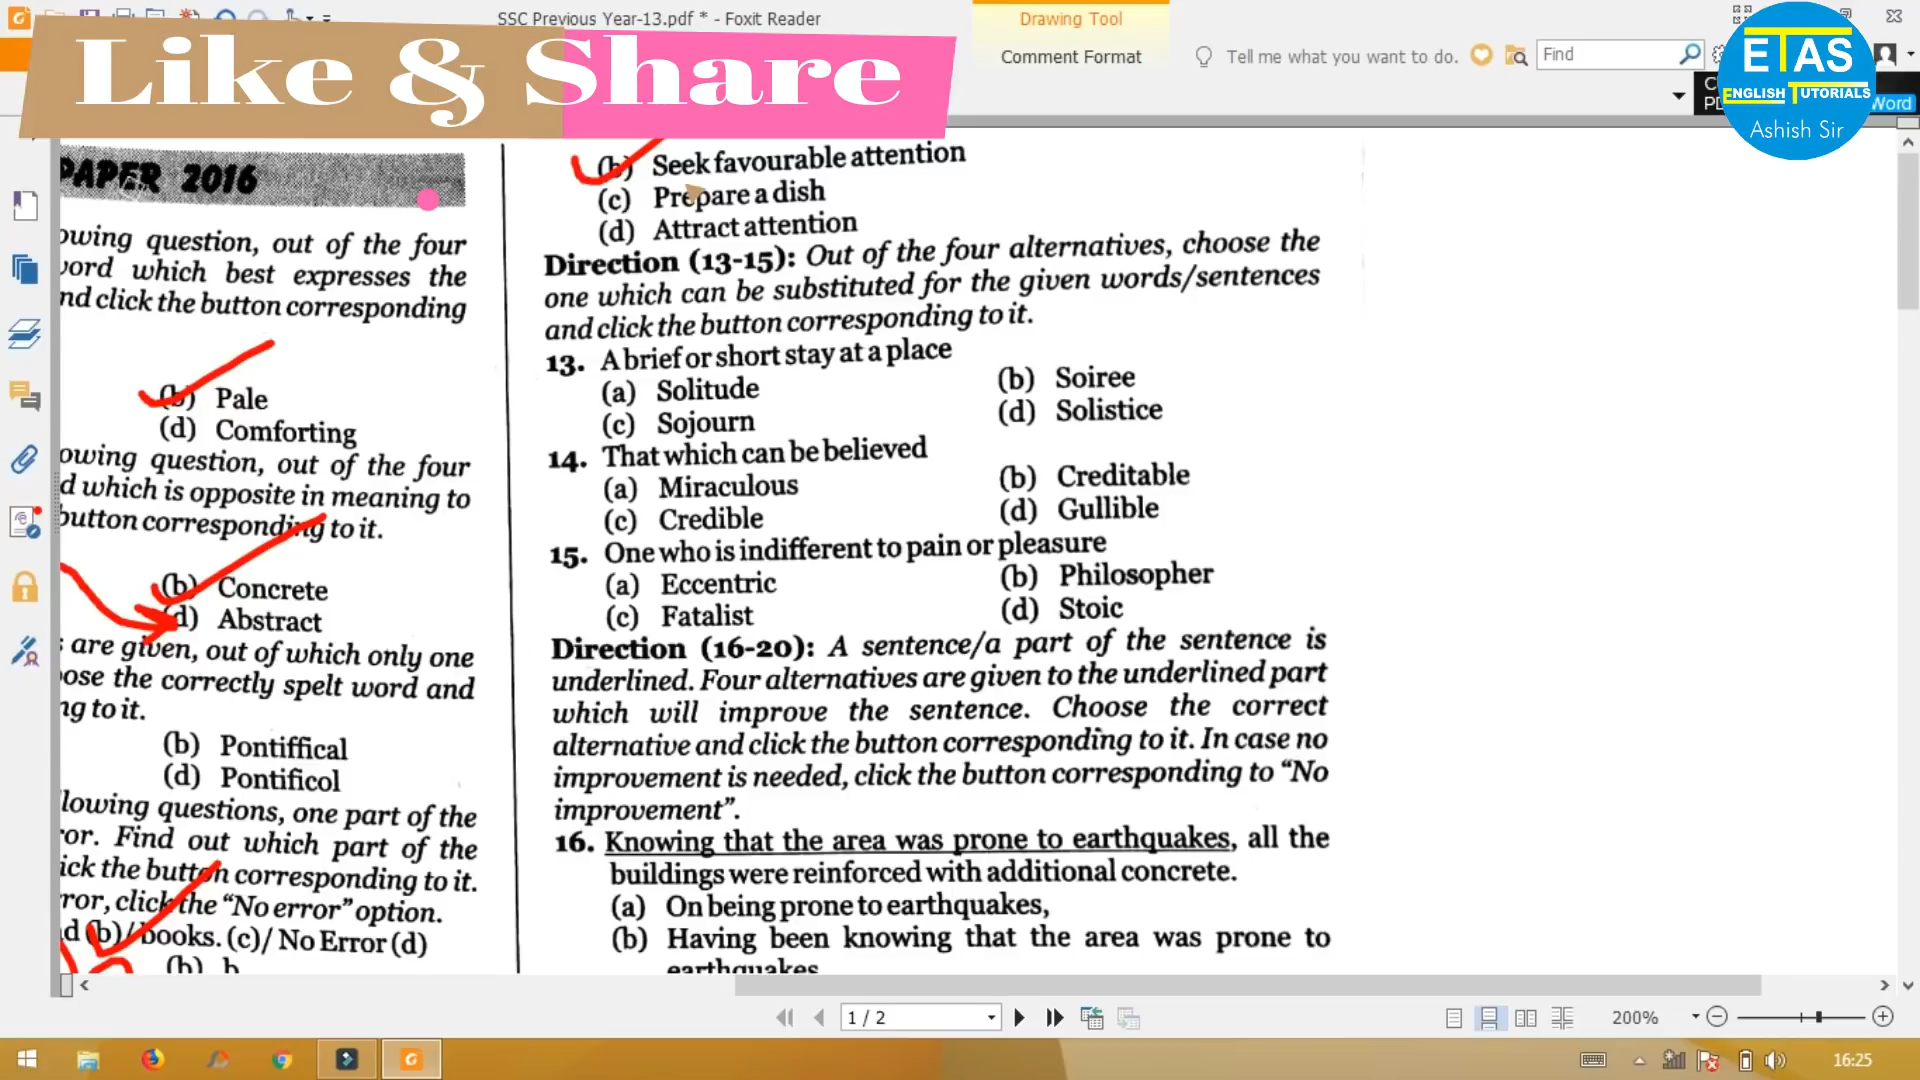 SSC Previous Year-13.pdf * - Foxit Reader
Drawing Tool
Comment Format
Tell me what you want to do.
Find
Like & Share
ETAS
ENGLISH TUTORIALS
Ashish Sir
Word
PAPER 2016
owing question, out of the four
word which best expresses the
nd click the button corresponding
(b) Pale
(d) Comforting
owing question, out of the four
d which is opposite in meaning to
button corresponding to it.
(b) Concrete
(d) Abstract
s are given, out of which only one
ose the correctly spelt word and
ng to it.
(b) Pontiffical
(d) Pontificol
llowing questions, one part of the
ror. Find out which part of the
ick the button corresponding to it.
rror, click the "No error" option.
nd (b)/ books. (c)/ No Error (d)
(b) b
(b) Seek favourable attention
(c) Prepare a dish
(d) Attract attention
Direction (13-15): Out of the four alternatives, choose the
one which can be substituted for the given words/sentences
and click the button corresponding to it.
13. A brief or short stay at a place
(a) Solitude (b) Soiree
(c) Sojourn (d) Solistice
14. That which can be believed
(a) Miraculous (b) Creditable
(c) Credible (d) Gullible
15. One who is indifferent to pain or pleasure
(a) Eccentric (b) Philosopher
(c) Fatalist (d) Stoic
Direction (16-20): A sentence/a part of the sentence is
underlined. Four alternatives are given to the underlined part
which will improve the sentence. Choose the correct
alternative and click the button corresponding to it. In case no
improvement is needed, click the button corresponding to "No
improvement".
16. Knowing that the area was prone to earthquakes, all the
buildings were reinforced with additional concrete.
(a) On being prone to earthquakes,
(b) Having been knowing that the area was prone to
earthquakes
1 / 2
200%
16:25